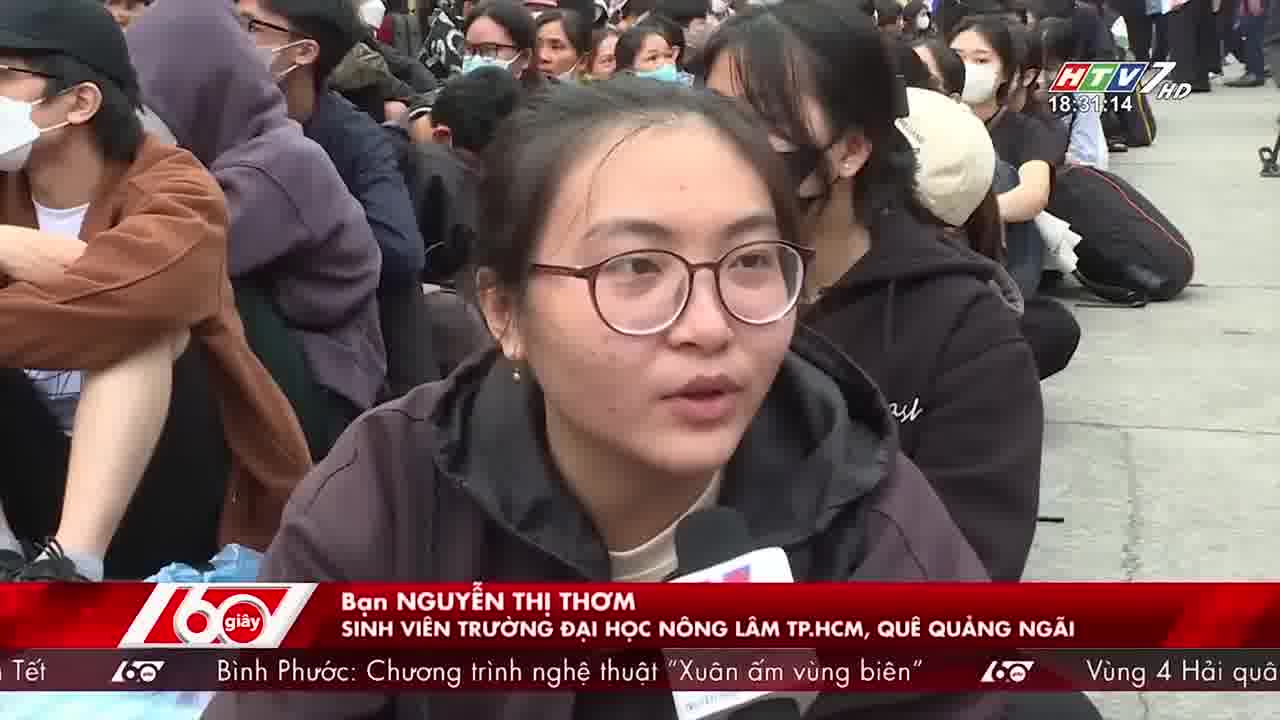 HTV7 HD
18:31:14
60 giây
Bạn NGUYỄN THỊ THƠM
SINH VIÊN TRƯỜNG ĐẠI HỌC NÔNG LÂM TP.HCM, QUÊ QUẢNG NGÃI
Tết 60 Bình Phước: Chương trình nghệ thuật “Xuân ấm vùng biên” 60 Vùng 4 Hải quâ